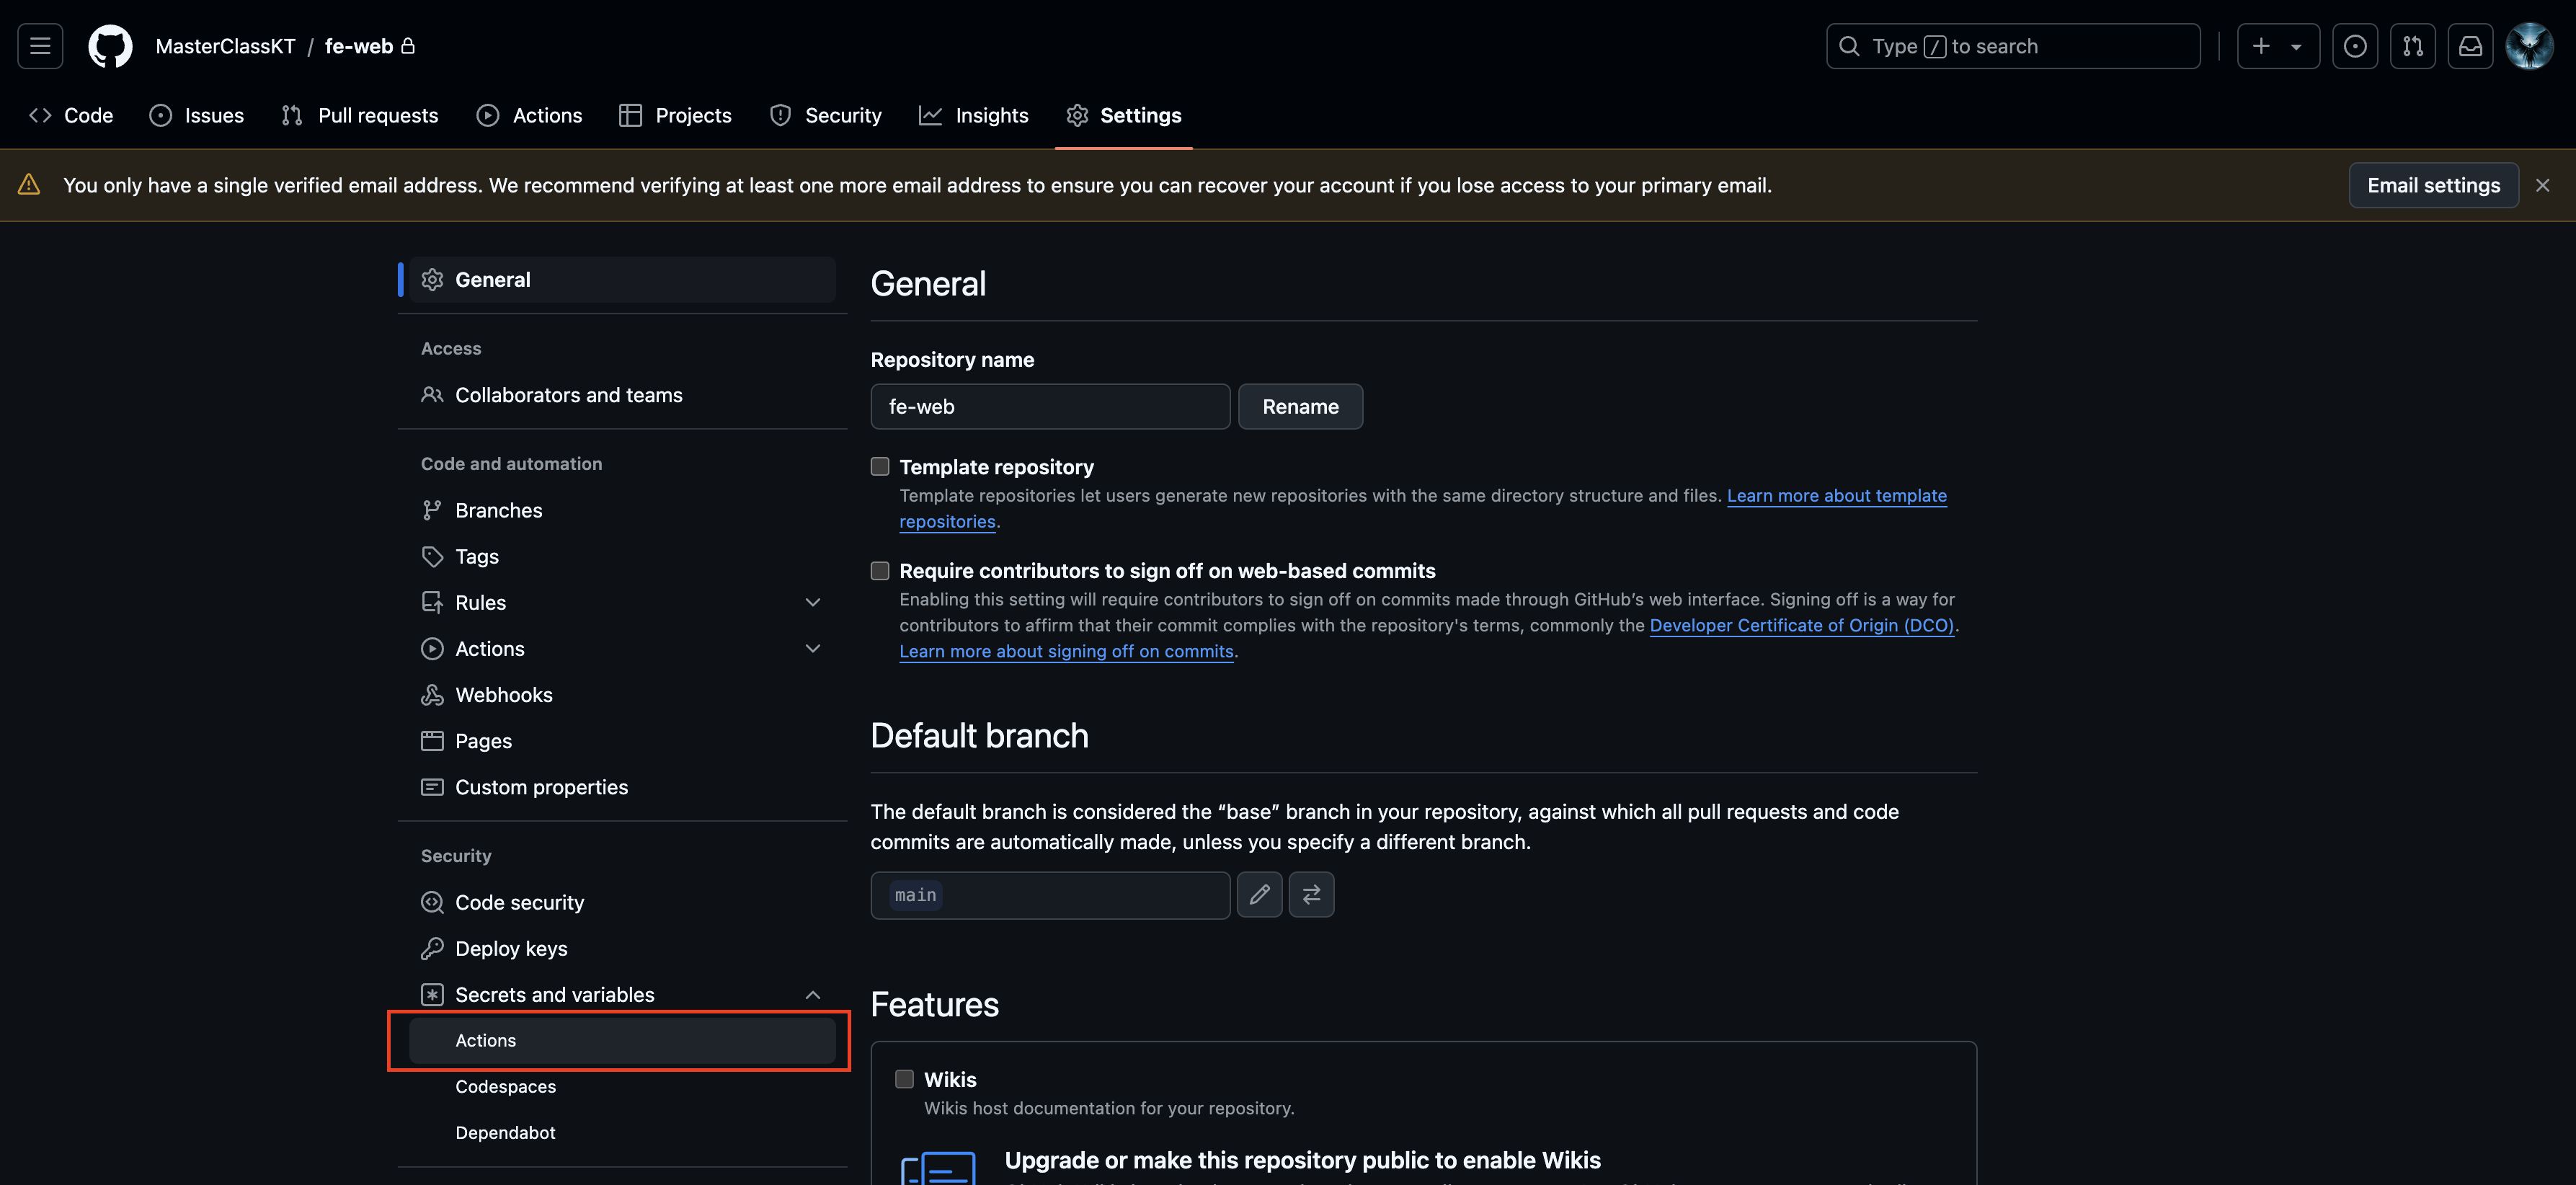 MasterClassKT / fe-web
Type / to search
Code
Issues
Pull requests
Actions
Projects
Security
Insights
Settings
You only have a single verified email address. We recommend verifying at least one more email address to ensure you can recover your account if you lose access to your primary email.
Email settings
General
Access
Collaborators and teams
Code and automation
Branches
Tags
Rules
Actions
Webhooks
Pages
Custom properties
Security
Code security
Deploy keys
Secrets and variables
Actions
Codespaces
Dependabot
General
Repository name
fe-web
Rename
Template repository
Template repositories let users generate new repositories with the same directory structure and files. Learn more about template
repositories.
Require contributors to sign off on web-based commits
Enabling this setting will require contributors to sign off on commits made through GitHub’s web interface. Signing off is a way for
contributors to affirm that their commit complies with the repository's terms, commonly the Developer Certificate of Origin (DCO).
Learn more about signing off on commits.
Default branch
The default branch is considered the “base” branch in your repository, against which all pull requests and code
commits are automatically made, unless you specify a different branch.
main
Features
Wikis
Wikis host documentation for your repository.
Upgrade or make this repository public to enable Wikis